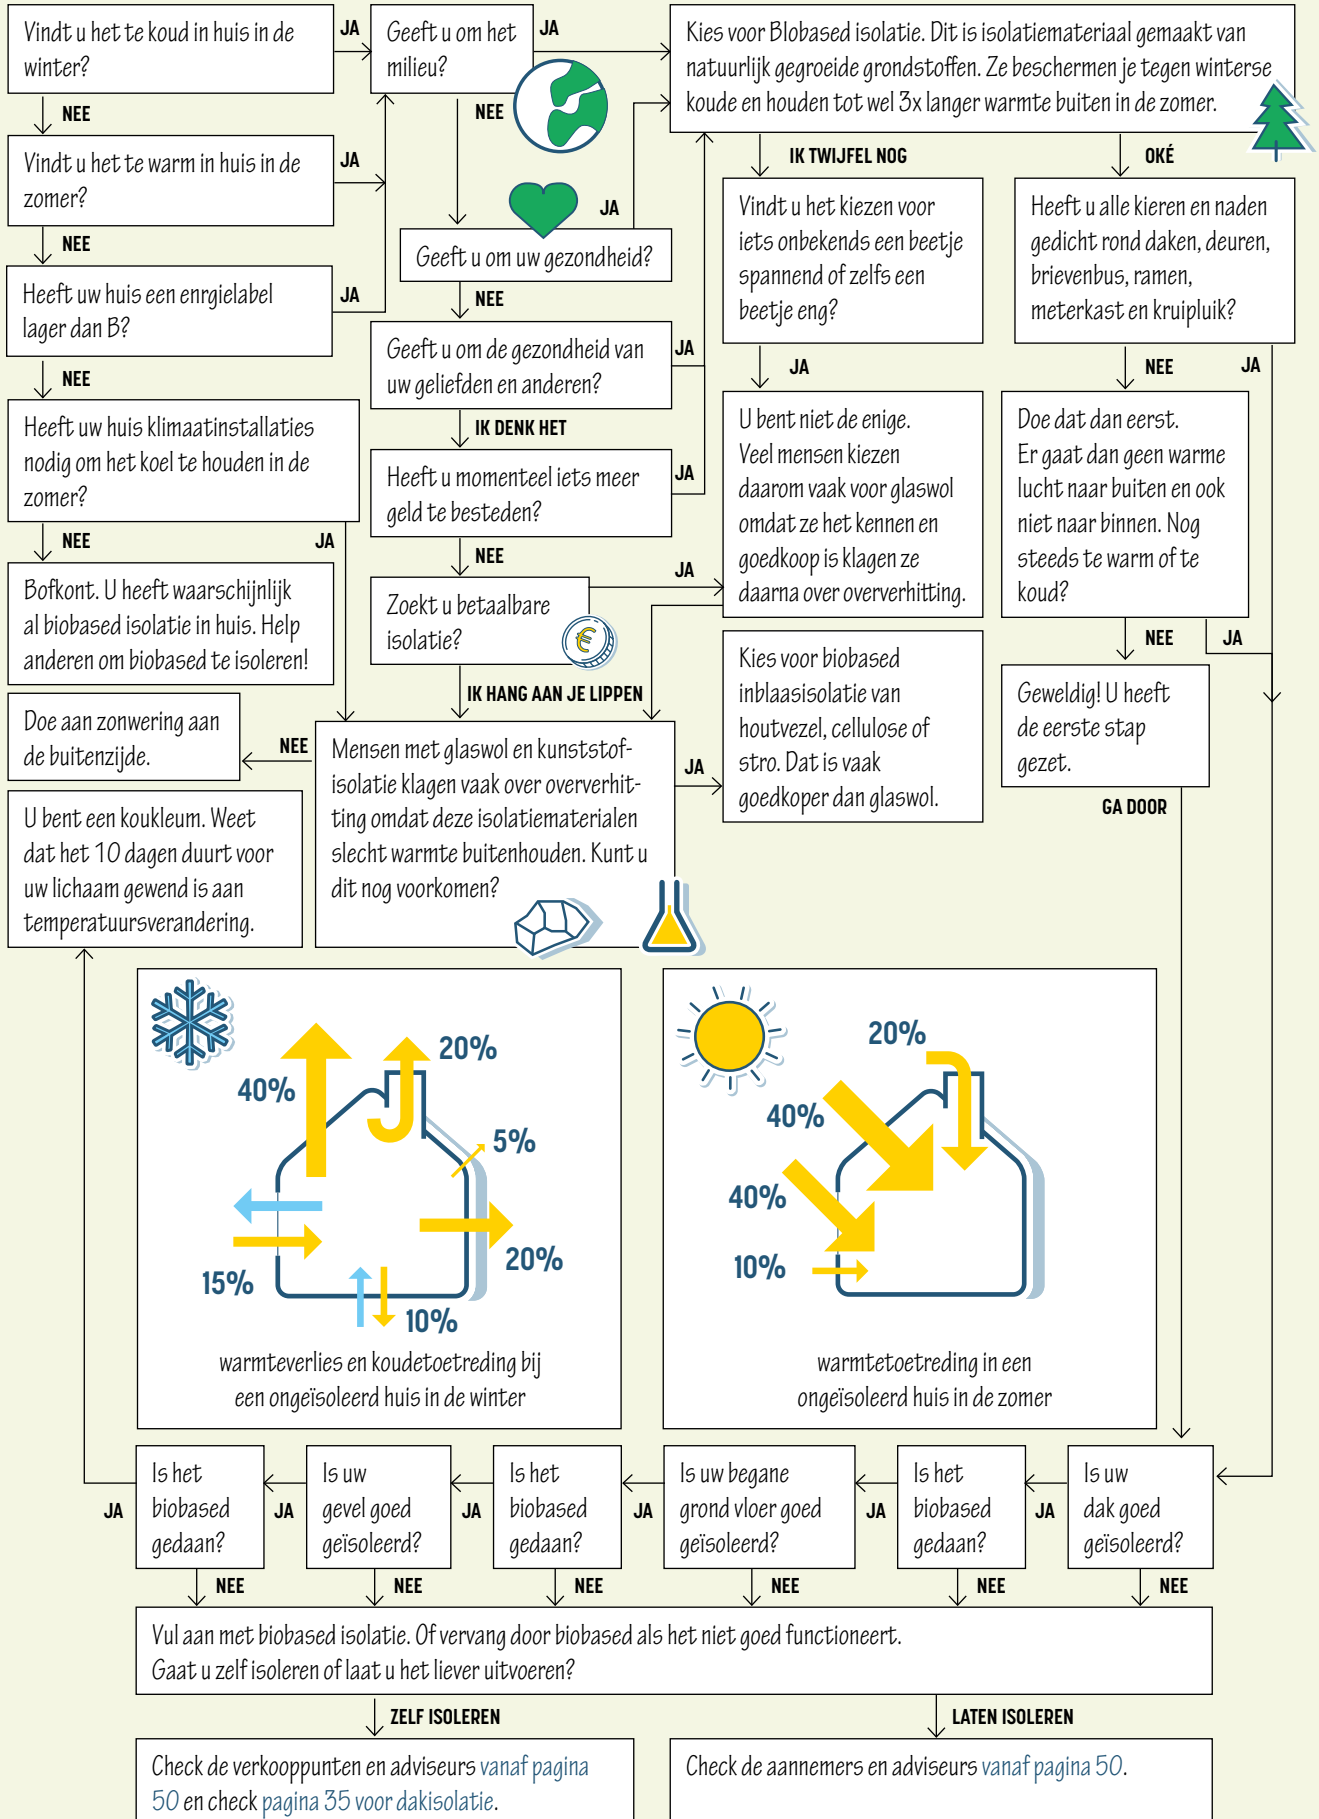 Vindt u het te koud in huis in de
winter?
JA
NEE
Vindt u het te warm in huis in de
zomer?
JA
NEE
Heeft uw huis een enrgielabel
lager dan B?
JA
NEE
Heeft uw huis klimaatinstallaties
nodig om het koel te houden in de
zomer?
NEE
JA
Bofkont. U heeft waarschijnlijk
al biobased isolatie in huis. Help
anderen om biobased te isoleren!
Doe aan zonwering aan
de buitenzijde.
U bent een koukleum. Weet
dat het 10 dagen duurt voor
uw lichaam gewend is aan
temperatuursverandering.
Geeft u om het
milieu?
JA
NEE
Geeft u om uw gezondheid?
JA
NEE
Geeft u om de gezondheid van
uw geliefden en anderen?
JA
IK DENK HET
Heeft u momenteel iets meer
geld te besteden?
JA
NEE
Zoekt u betaalbare
isolatie?
€
JA
IK HANG AAN JE LIPPEN
Mensen met glaswol en kunststof-
isolatie klagen vaak over oververhit-
ting omdat deze isolatiematerialen
slecht warmte buitenhouden. Kunt u
dit nog voorkomen?
NEE
JA
Kies voor Blobased isolatie. Dit is isolatiemateriaal gemaakt van
natuurlijk gegroeide grondstoffen. Ze beschermen je tegen winterse
koude en houden tot wel 3x langer warmte buiten in de zomer.
IK TWIJFEL NOG
OKÉ
Vindt u het kiezen voor
iets onbekends een beetje
spannend of zelfs een
beetje eng?
JA
U bent niet de enige.
Veel mensen kiezen
daarom vaak voor glaswol
omdat ze het kennen en
goedkoop is klagen ze
daarna over oververhitting.
Kies voor biobased
inblaasisolatie van
houtvezel, cellulose of
stro. Dat is vaak
goedkoper dan glaswol.
Heeft u alle kieren en naden
gedicht rond daken, deuren,
brievenbus, ramen,
meterkast en kruipluik?
NEE
JA
Doe dat dan eerst.
Er gaat dan geen warme
lucht naar buiten en ook
niet naar binnen. Nog
steeds te warm of te
koud?
NEE
JA
Geweldig! U heeft
de eerste stap
gezet.
GA DOOR
40%
20%
5%
20%
15%
10%
warmteverlies en koudetoetreding bij
een ongeïsoleerd huis in de winter
20%
40%
40%
10%
warmtetoetreding in een
ongeïsoleerd huis in de zomer
Is het
biobased
gedaan?
JA
NEE
Is uw
gevel goed
geïsoleerd?
JA
NEE
Is het
biobased
gedaan?
JA
NEE
Is uw begane
grond vloer goed
geïsoleerd?
JA
NEE
Is het
biobased
gedaan?
JA
NEE
Is uw
dak goed
geïsoleerd?
JA
NEE
Vul aan met biobased isolatie. Of vervang door biobased als het niet goed functioneert.
Gaat u zelf isoleren of laat u het liever uitvoeren?
ZELF ISOLEREN
LATEN ISOLEREN
Check de verkooppunten en adviseurs vanaf pagina
50 en check pagina 35 voor dakisolatie.
Check de aannemers en adviseurs vanaf pagina 50.